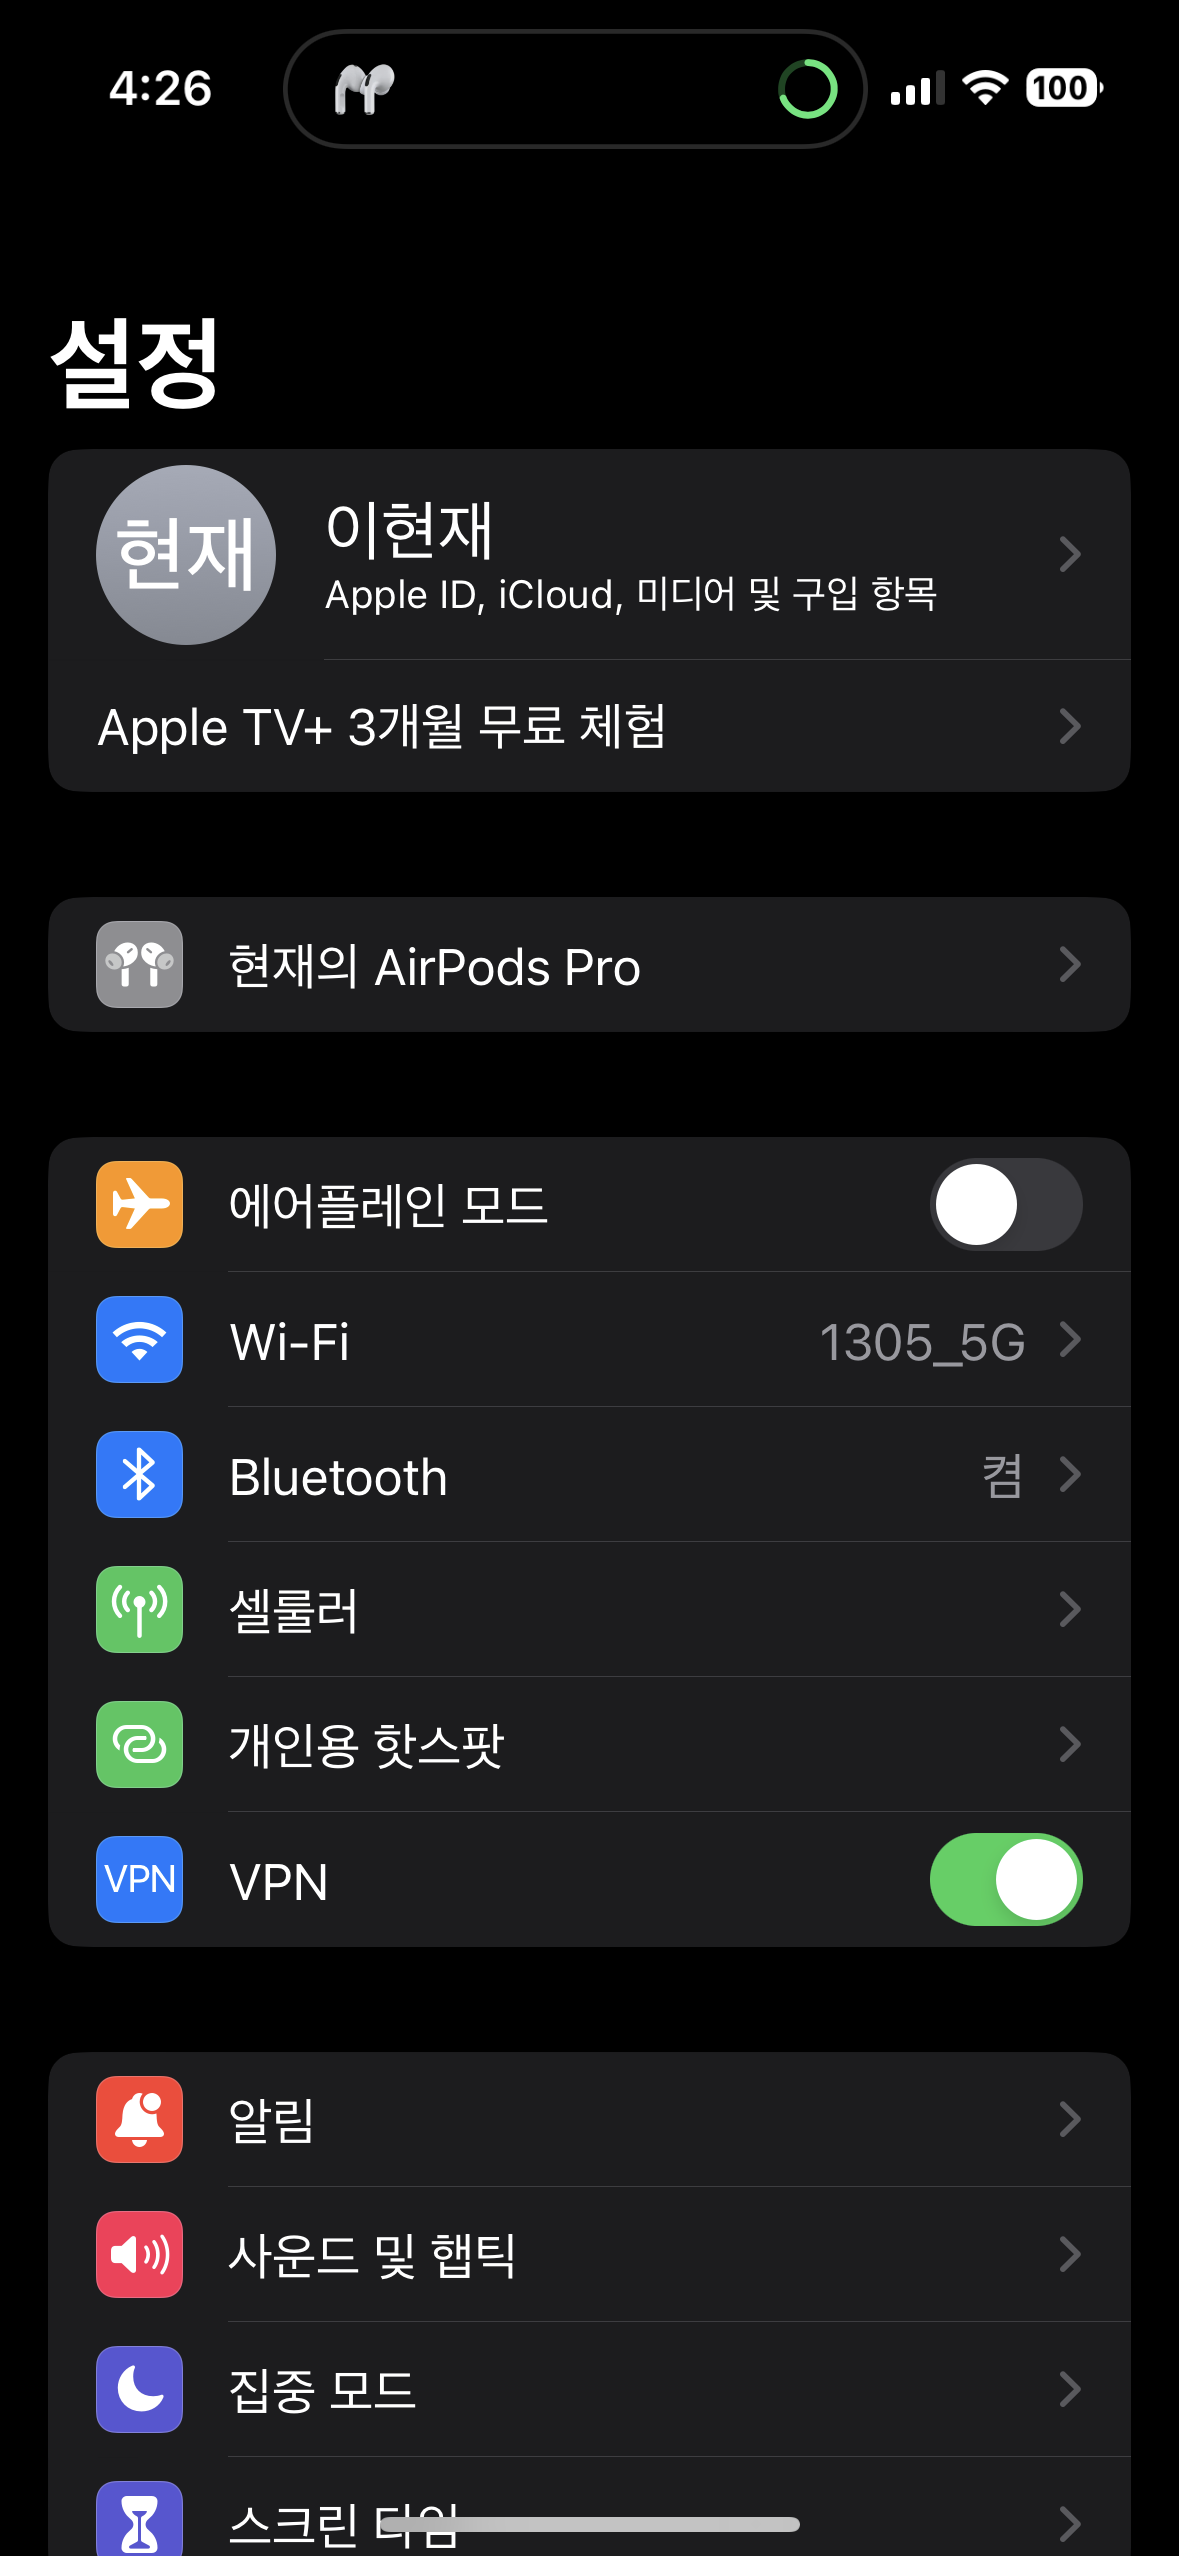 4:26
100
설정
현재
이현재
Apple ID, iCloud, 미디어 및 구입 항목
Apple TV+ 3개월 무료 체험
현재의 AirPods Pro
에어플레인 모드
Wi-Fi 1305_5G
Bluetooth 켬
셀룰러
개인용 핫스팟
VPN VPN
알림
사운드 및 햅틱
집중 모드
스크린 타임